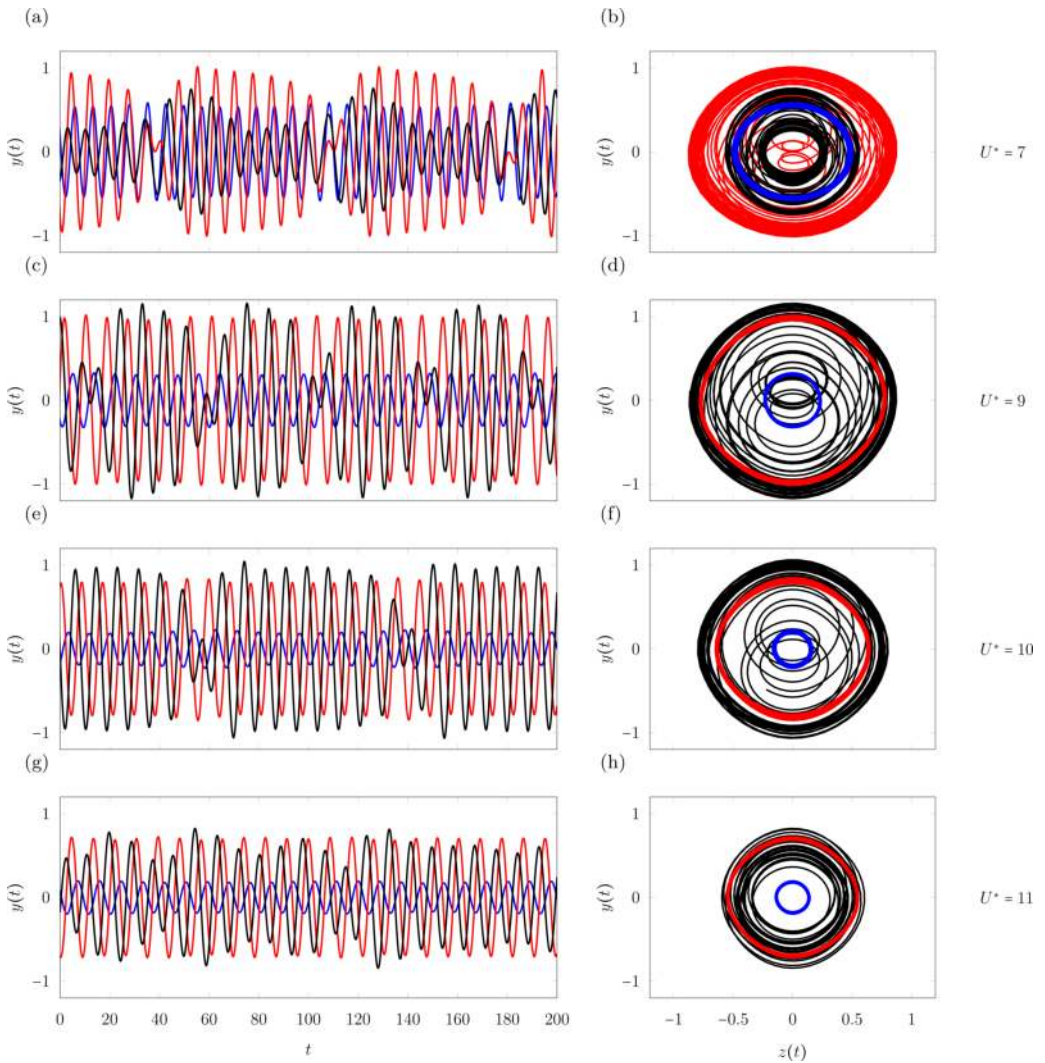 (a)
(b)
y(t)
1
0
−1
y(t)
1
0
−1
U* = 7
(c)
(d)
y(t)
1
0
−1
y(t)
1
0
−1
U* = 9
(e)
(f)
y(t)
1
0
−1
y(t)
1
0
−1
U* = 10
(g)
(h)
y(t)
1
0
−1
y(t)
1
0
−1
U* = 11
0 20 40 60 80 100 120 140 160 180 200
−1 −0.5 0 0.5 1
t
z(t)